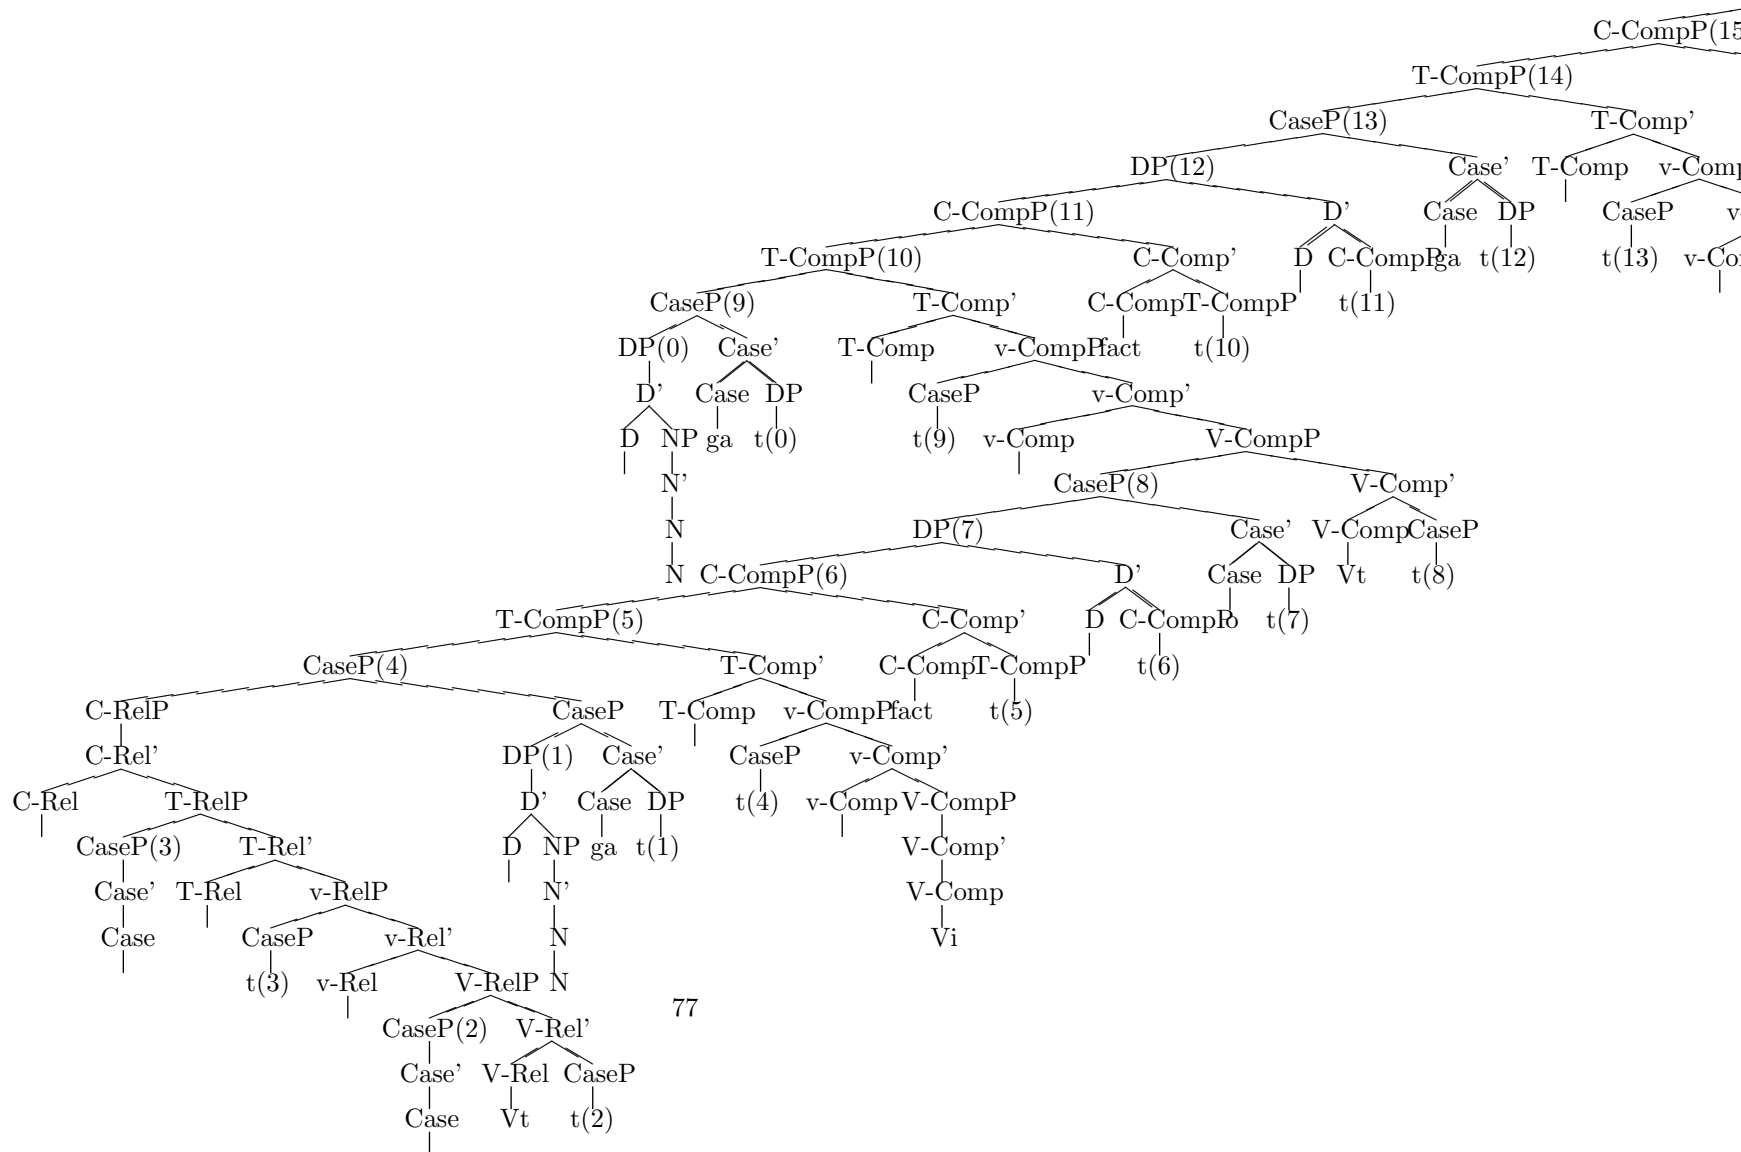 C-CompP(15
T-CompP(14)
CaseP(13) T-Comp'
DP(12) Case' T-Comp v-Comp
C-CompP(11) D' Case DP CaseP v-
T-CompP(10) C-Comp' D C-CompP ga t(12) t(13) v-Co
CaseP(9) T-Comp' C-Comp T-CompP t(11)
DP(0) Case' T-Comp v-CompP fact t(10)
D' Case DP CaseP v-Comp'
D NP ga t(0) t(9) v-Comp V-CompP
N' CaseP(8) V-Comp'
N DP(7) Case' V-Comp CaseP
N C-CompP(6) D' Case DP Vt t(8)
T-CompP(5) C-Comp' D C-CompP o t(7)
CaseP(4) T-Comp' C-Comp T-CompP t(6)
C-RelP CaseP T-Comp v-CompP fact t(5)
C-Rel' DP(1) Case' CaseP v-Comp'
C-Rel T-RelP D' Case DP t(4) v-Comp V-CompP
CaseP(3) T-Rel' D NP ga t(1) V-Comp'
Case' T-Rel v-RelP N' V-Comp
Case CaseP v-Rel' N Vi
t(3) v-Rel V-RelP N
77
CaseP(2) V-Rel'
Case' V-Rel CaseP
Case Vt t(2)